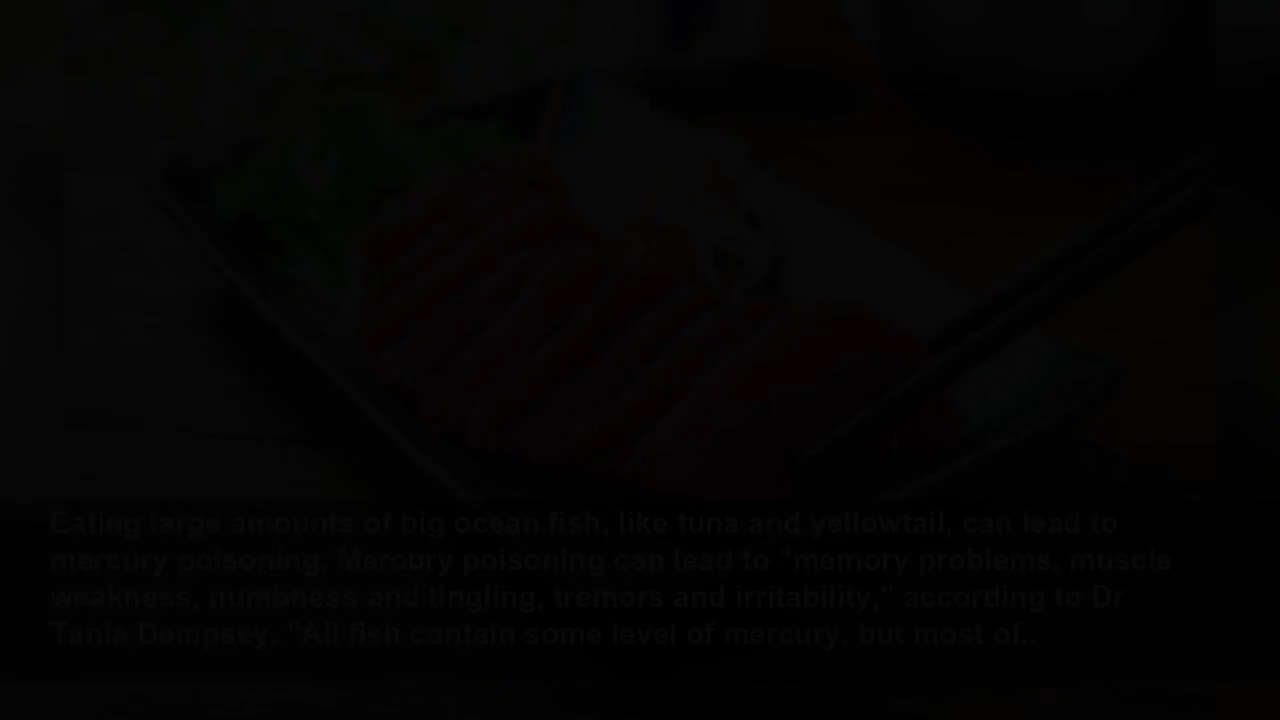 Eating large amounts of big ocean fish, like tuna and yellowtail, can lead to
mercury poisoning. Mercury poisoning can lead to "memory problems, muscle
weakness, numbness and tingling, tremors and irritability," according to Dr.
Tania Dempsey. "All fish contain some level of mercury, but most of...